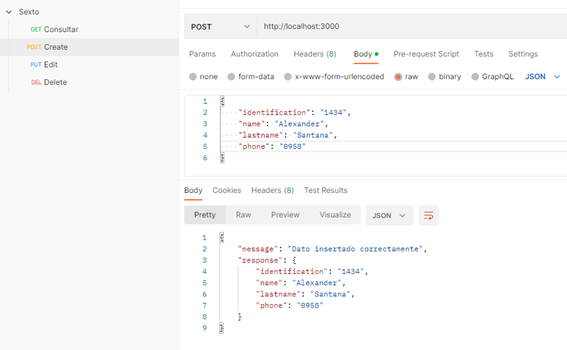 Sexto
GET Consultar
POST Create
PUT Edit
DEL Delete
POST http://localhost:3000
Params Authorization Headers (8) Body Pre-request Script Tests Settings
none form-data x-www-form-urlencoded raw binary GraphQL JSON
1 {
2 "identification": "1434",
3 "name": "Alexander",
4 "lastname": "Santana",
5 "phone": "0958"
6 }
Body Cookies Headers (8) Test Results
Pretty Raw Preview Visualize JSON
1 {
2 "message": "Dato insertado correctamente",
3 "response": {
4 "identification": "1434",
5 "name": "Alexander",
6 "lastname": "Santana",
7 "phone": "0958"
8 }
9 }